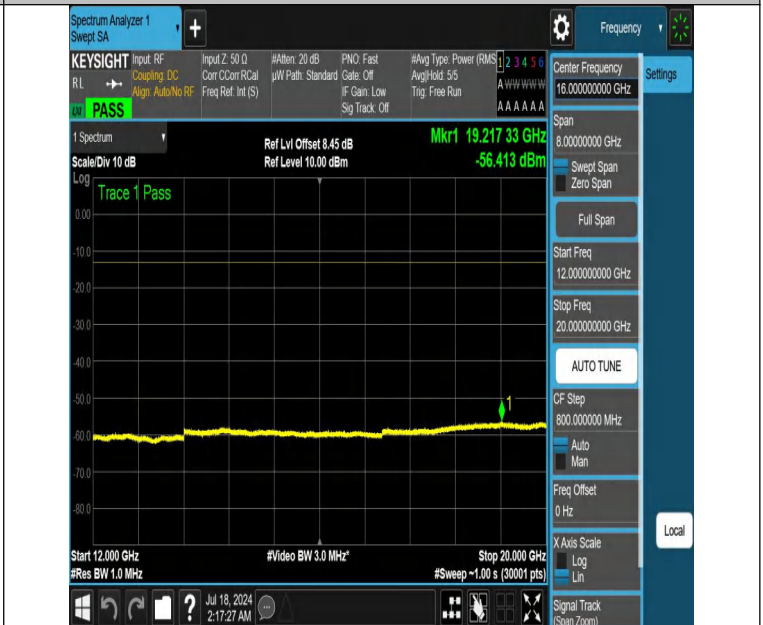 Spectrum Analyzer 1
Swept SA
+
Frequency
KEYSIGHT
RL
PASS
Input: RF
Coupling: DC
Align: Auto/No RF
Input Z: 50 Ω
Corr CCorr RCal
Freq Ref: Int (S)
#Atten: 20 dB
µW Path: Standard
PNO: Fast
Gate: Off
IF Gain: Low
Sig Track: Off
#Avg Type: Power (RMS
Avg|Hold: 5/5
Trig: Free Run
1 2 3 4 5 6
A W W W W W
A A A A A A
1 Spectrum
Scale/Div 10 dB
Ref Lvl Offset 8.45 dB
Ref Level 10.00 dBm
Mkr1 19.217 33 GHz
-56.413 dBm
Log
Trace 1 Pass
0.00
-10.0
-20.0
-30.0
-40.0
-50.0
-60.0
-70.0
-80.0
1
Start 12.000 GHz
#Res BW 1.0 MHz
#Video BW 3.0 MHz*
Stop 20.000 GHz
#Sweep ~1.00 s (30001 pts)
?
Jul 18, 2024
2:17:27 AM
Center Frequency
16.00000000 GHz
Settings
Span
8.00000000 GHz
Swept Span
Zero Span
Full Span
Start Freq
12.000000000 GHz
Stop Freq
20.000000000 GHz
AUTO TUNE
CF Step
800.000000 MHz
Auto
Man
Freq Offset
0 Hz
X Axis Scale
Log
Lin
Local
Signal Track
(Span Zoom)